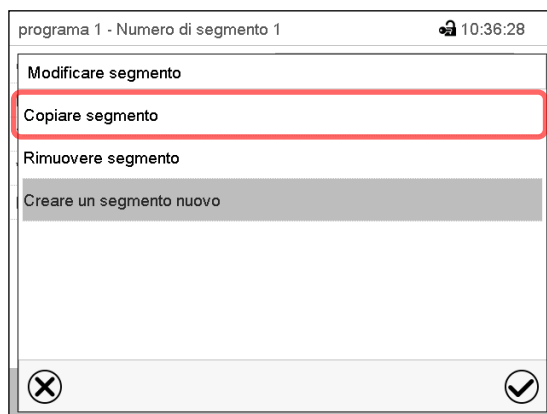 programa 1 - Numero di segmento 1 10:36:28
Modificare segmento
Copiare segmento
Rimuovere segmento
Creare un segmento nuovo